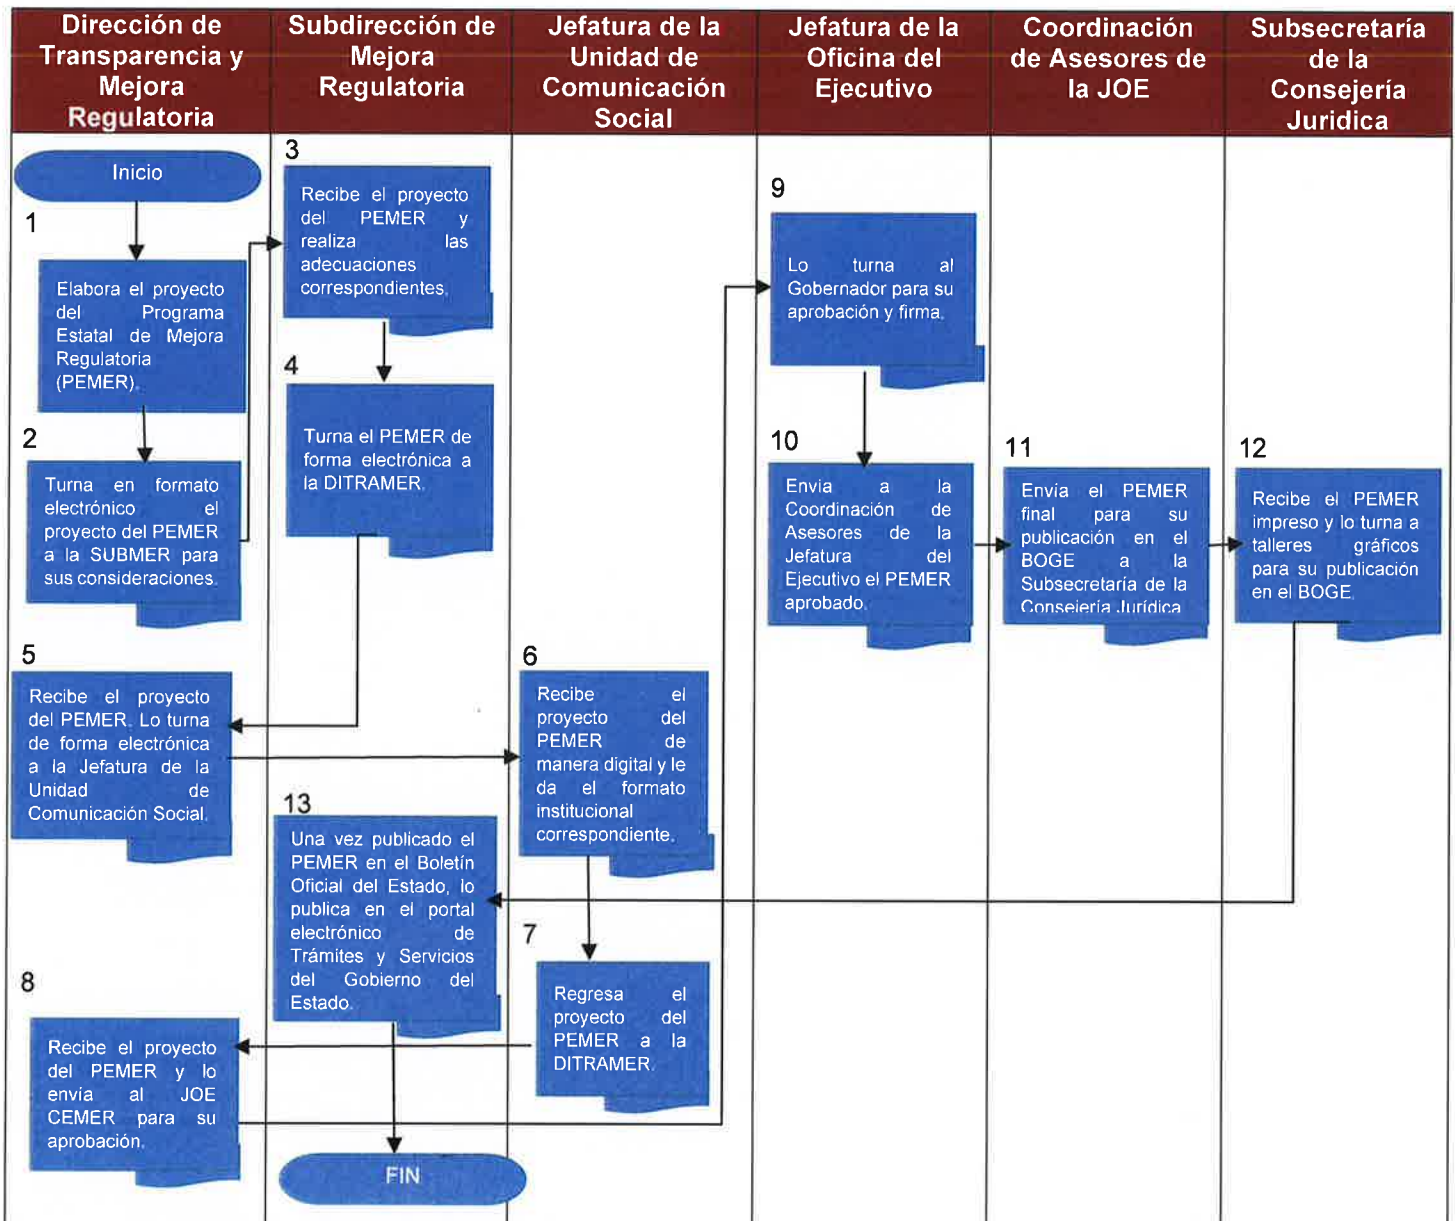 Dirección de
Transparencia y
Mejora
Regulatoria
Subdirección de
Mejora
Regulatoria
Jefatura de la
Unidad de
Comunicación
Social
Jefatura de la
Oficina del
Ejecutivo
Coordinación
de Asesores de
la JOE
Subsecretaría
de la
Consejería
Juridica
Inicio
1
Elabora el proyecto
del Programa
Estatal de Mejora
Regulatoria
(PEMER).
2
Turna en formato
electrónico el
proyecto del PEMER
a la SUBMER para
sus consideraciones.
3
Recibe el proyecto
del PEMER y
realiza las
adecuaciones
correspondientes.
4
Turna el PEMER de
forma electrónica a
la DITRAMER.
5
Recibe el proyecto
del PEMER. Lo turna
de forma electrónica
a la Jefatura de la
Unidad de
Comunicación Social.
6
Recibe el
proyecto del
PEMER de
manera digital y le
da el formato
institucional
correspondiente.
7
Regresa el
proyecto del
PEMER a la
DITRAMER.
8
Recibe el proyecto
del PEMER y lo
envia al JOE
CEMER para su
aprobación.
9
Lo turna al
Gobernador para su
aprobación y firma.
10
Envía a la
Coordinación de
Asesores de la
Jefatura del
Ejecutivo el PEMER
aprobado.
11
Envía el PEMER
final para su
publicación en el
BOGE a la
Subsecretaría de la
Consejería Jurídica
12
Recibe el PEMER
impreso y lo turna a
talleres gráficos
para su publicación
en el BOGE.
13
Una vez publicado el
PEMER en el Boletín
Oficial del Estado, lo
publica en el portal
electrónico de
Trámites y Servicios
del Gobierno del
Estado.
FIN